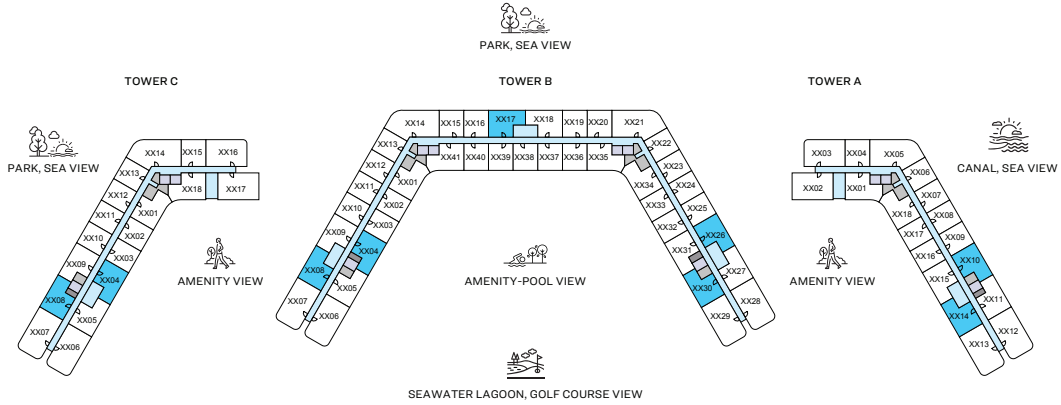 PARK, SEA VIEW
TOWER C
TOWER B
TOWER A
PARK, SEA VIEW
CANAL, SEA VIEW
XX14
XX15
XX16
XX13
XX18
XX17
XX12
XX01
XX11
XX02
XX10
XX03
XX09
XX04
XX08
XX05
XX07
XX06
AMENITY VIEW
XX14
XX15
XX16
XX17
XX18
XX19
XX20
XX21
XX13
XX41
XX40
XX39
XX38
XX37
XX36
XX35
XX22
XX12
XX01
XX34
XX23
XX11
XX33
XX24
XX10
XX03
XX32
XX25
XX09
XX04
XX31
XX26
XX08
XX05
XX30
XX27
XX07
XX06
XX29
XX28
AMENITY-POOL VIEW
XX03
XX04
XX05
XX02
XX01
XX06
XX18
XX07
XX17
XX08
XX16
XX09
XX15
XX10
XX14
XX11
XX13
XX12
AMENITY VIEW
SEAWATER LAGOON, GOLF COURSE VIEW